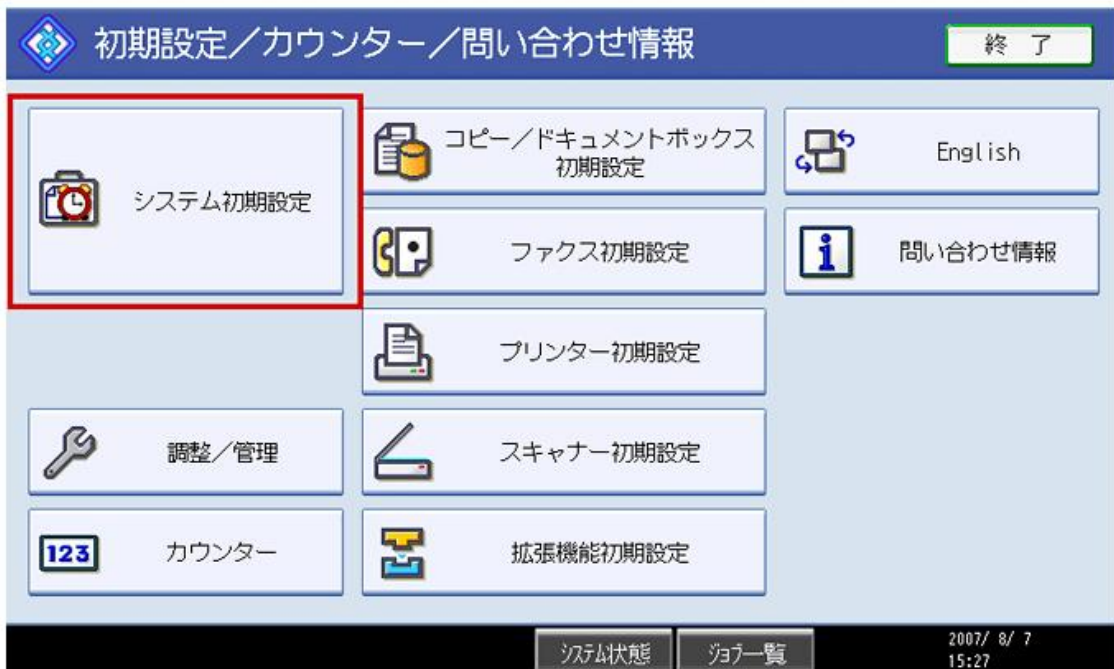 初期設定／カウンター／問い合わせ情報
終 了
システム初期設定
コピー／ドキュメントボックス
初期設定
English
ファクス初期設定
問い合わせ情報
プリンター初期設定
調整／管理
スキャナー初期設定
123
カウンター
拡張機能初期設定
ｼｽﾃﾑ状態
ｼﾞｮﾌﾞ一覧
2007/ 8/ 7
15:27